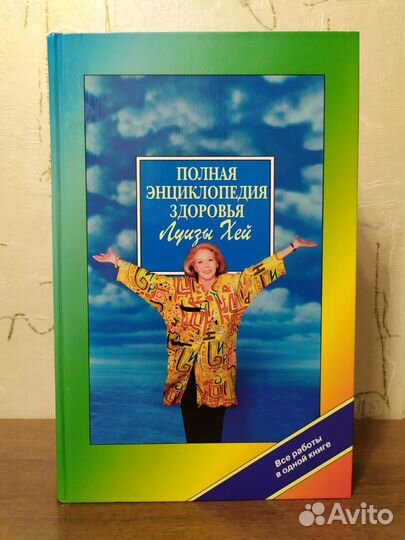 ПОЛНАЯ
ЭНЦИКЛОПЕДИЯ
ЗДОРОВЬЯ
Луизы Хей
Все работы
в одной книге
Avito